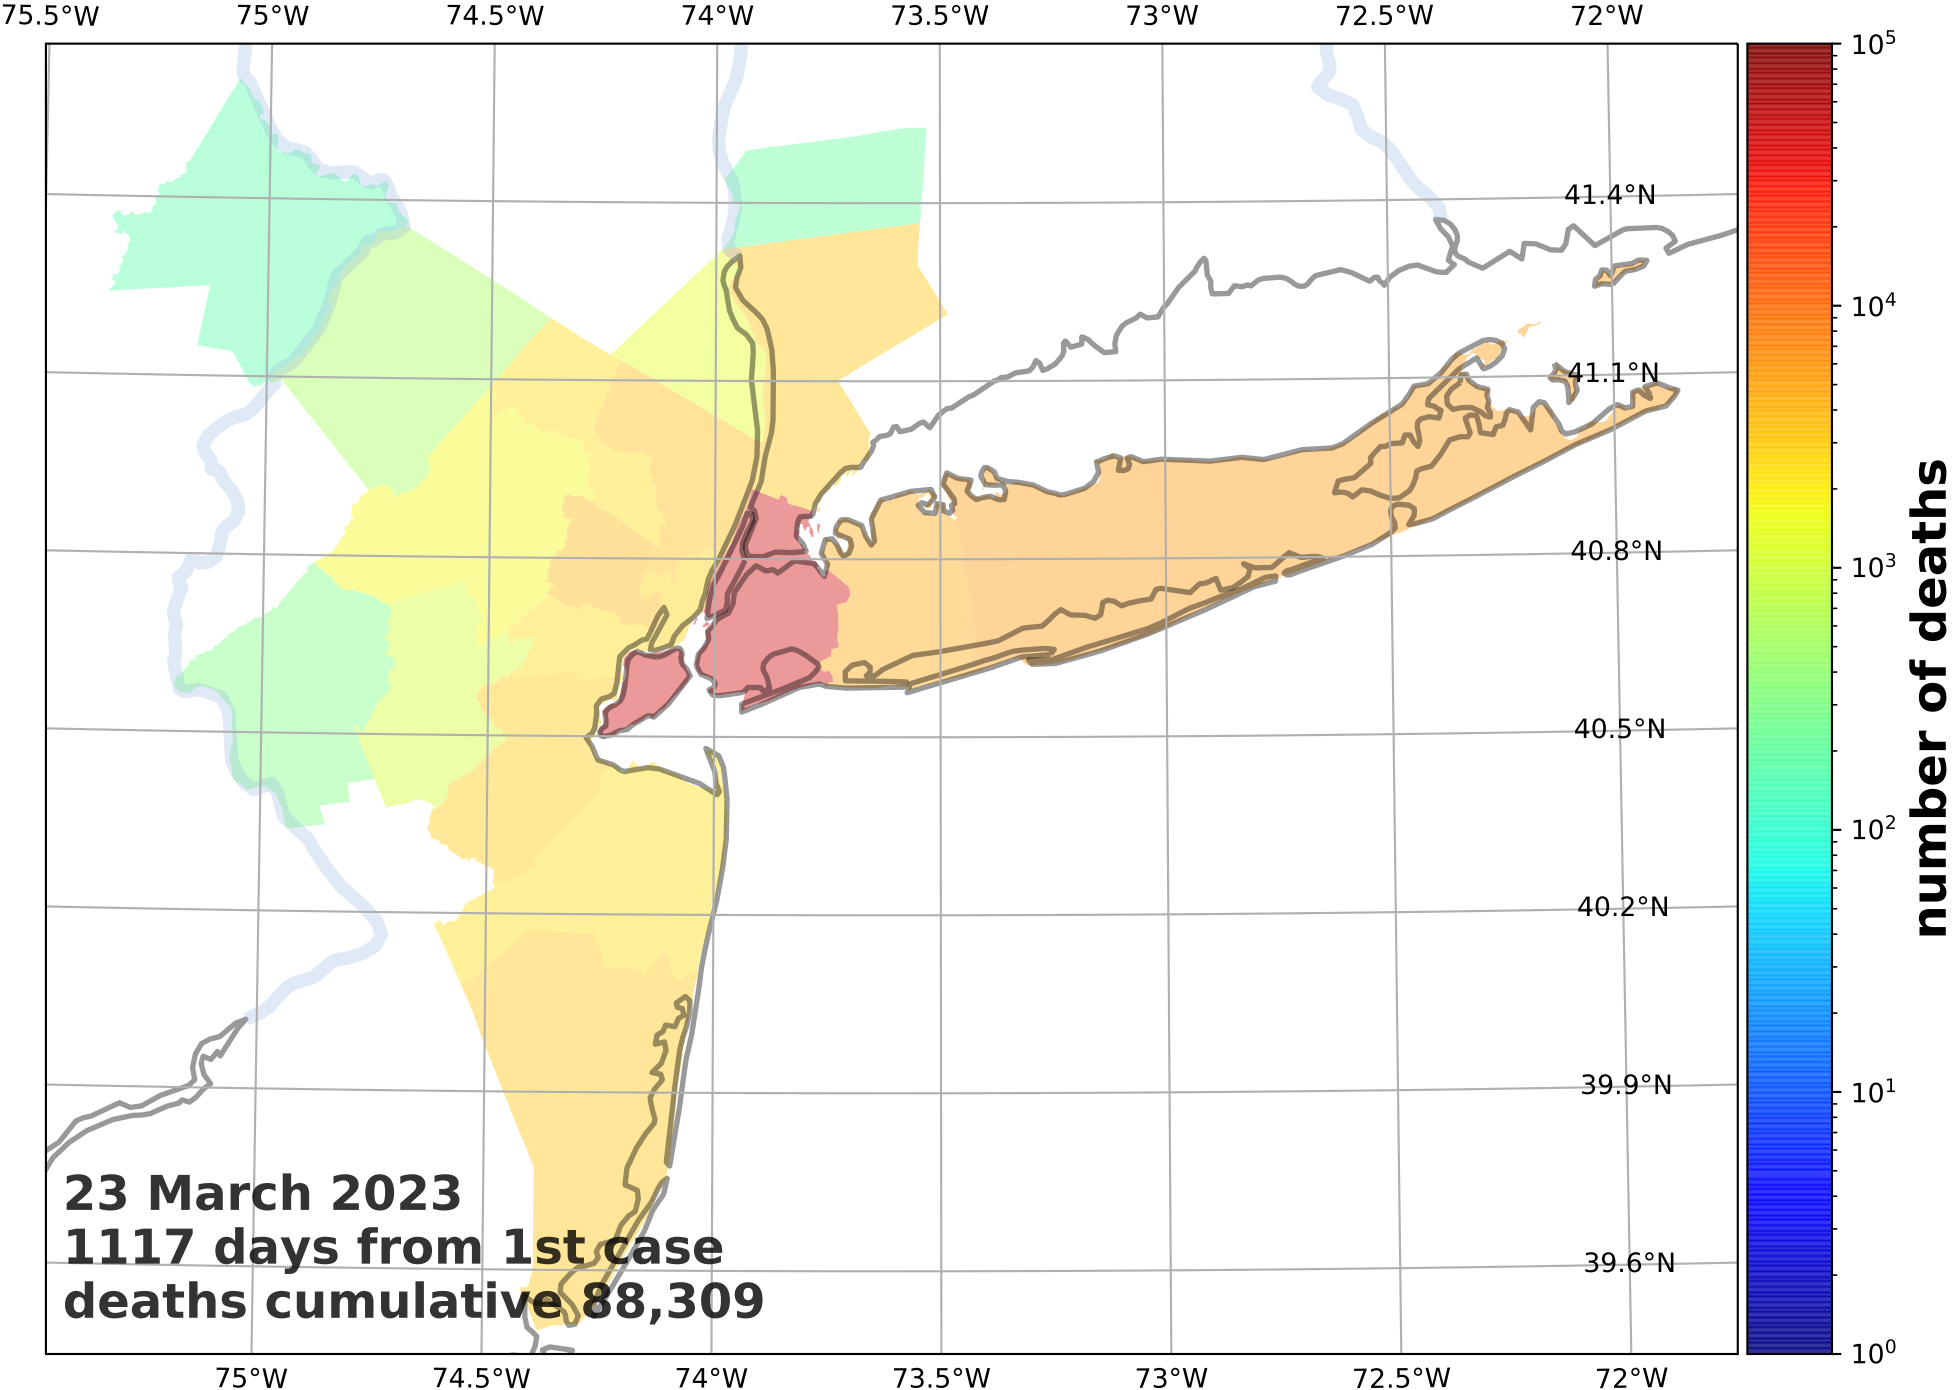 75.5°W 75°W 74.5°W 74°W 73.5°W 73°W 72.5°W 72°W
10⁵
41.4°N
10⁴
41.1°N
40.8°N
10³
40.5°N
number of deaths
10²
40.2°N
39.9°N
10¹
23 March 2023
1117 days from 1st case
39.6°N
deaths cumulative 88,309
10⁰
75°W 74.5°W 74°W 73.5°W 73°W 72.5°W 72°W